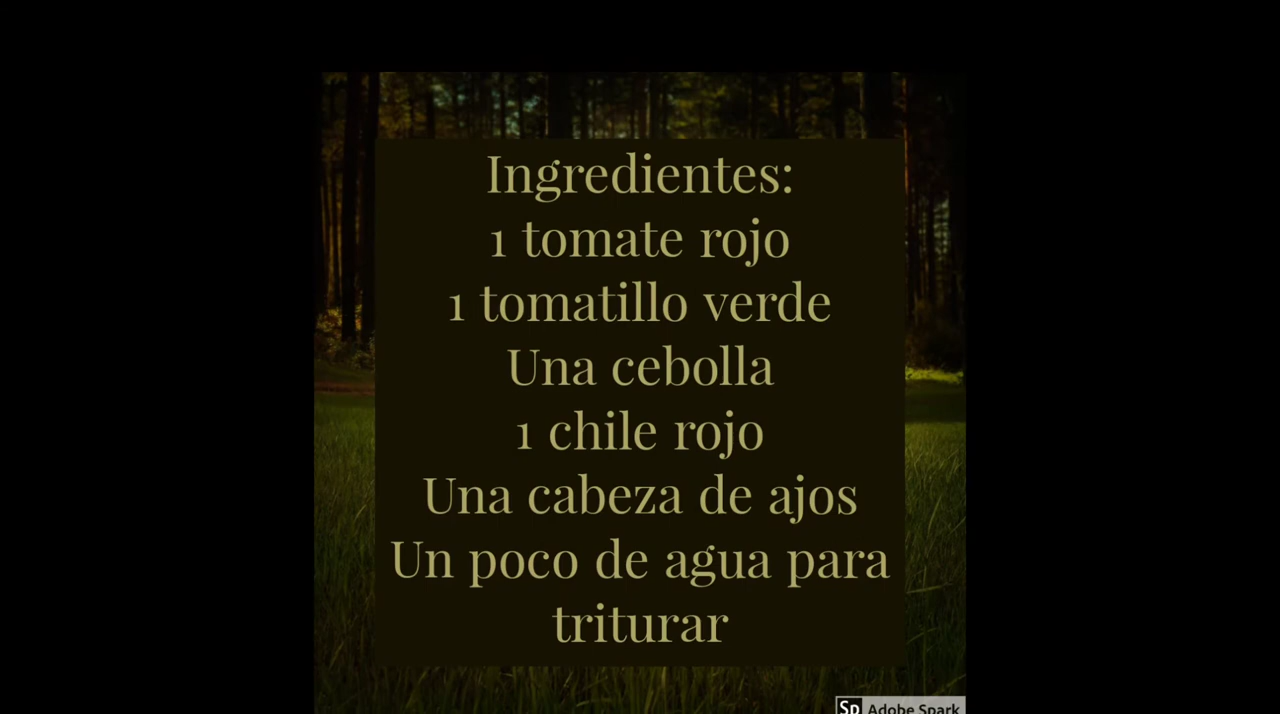 Ingredientes:
1 tomate rojo
1 tomatillo verde
Una cebolla
1 chile rojo
Una cabeza de ajos
Un poco de agua para
triturar
Sp Adobe Spark